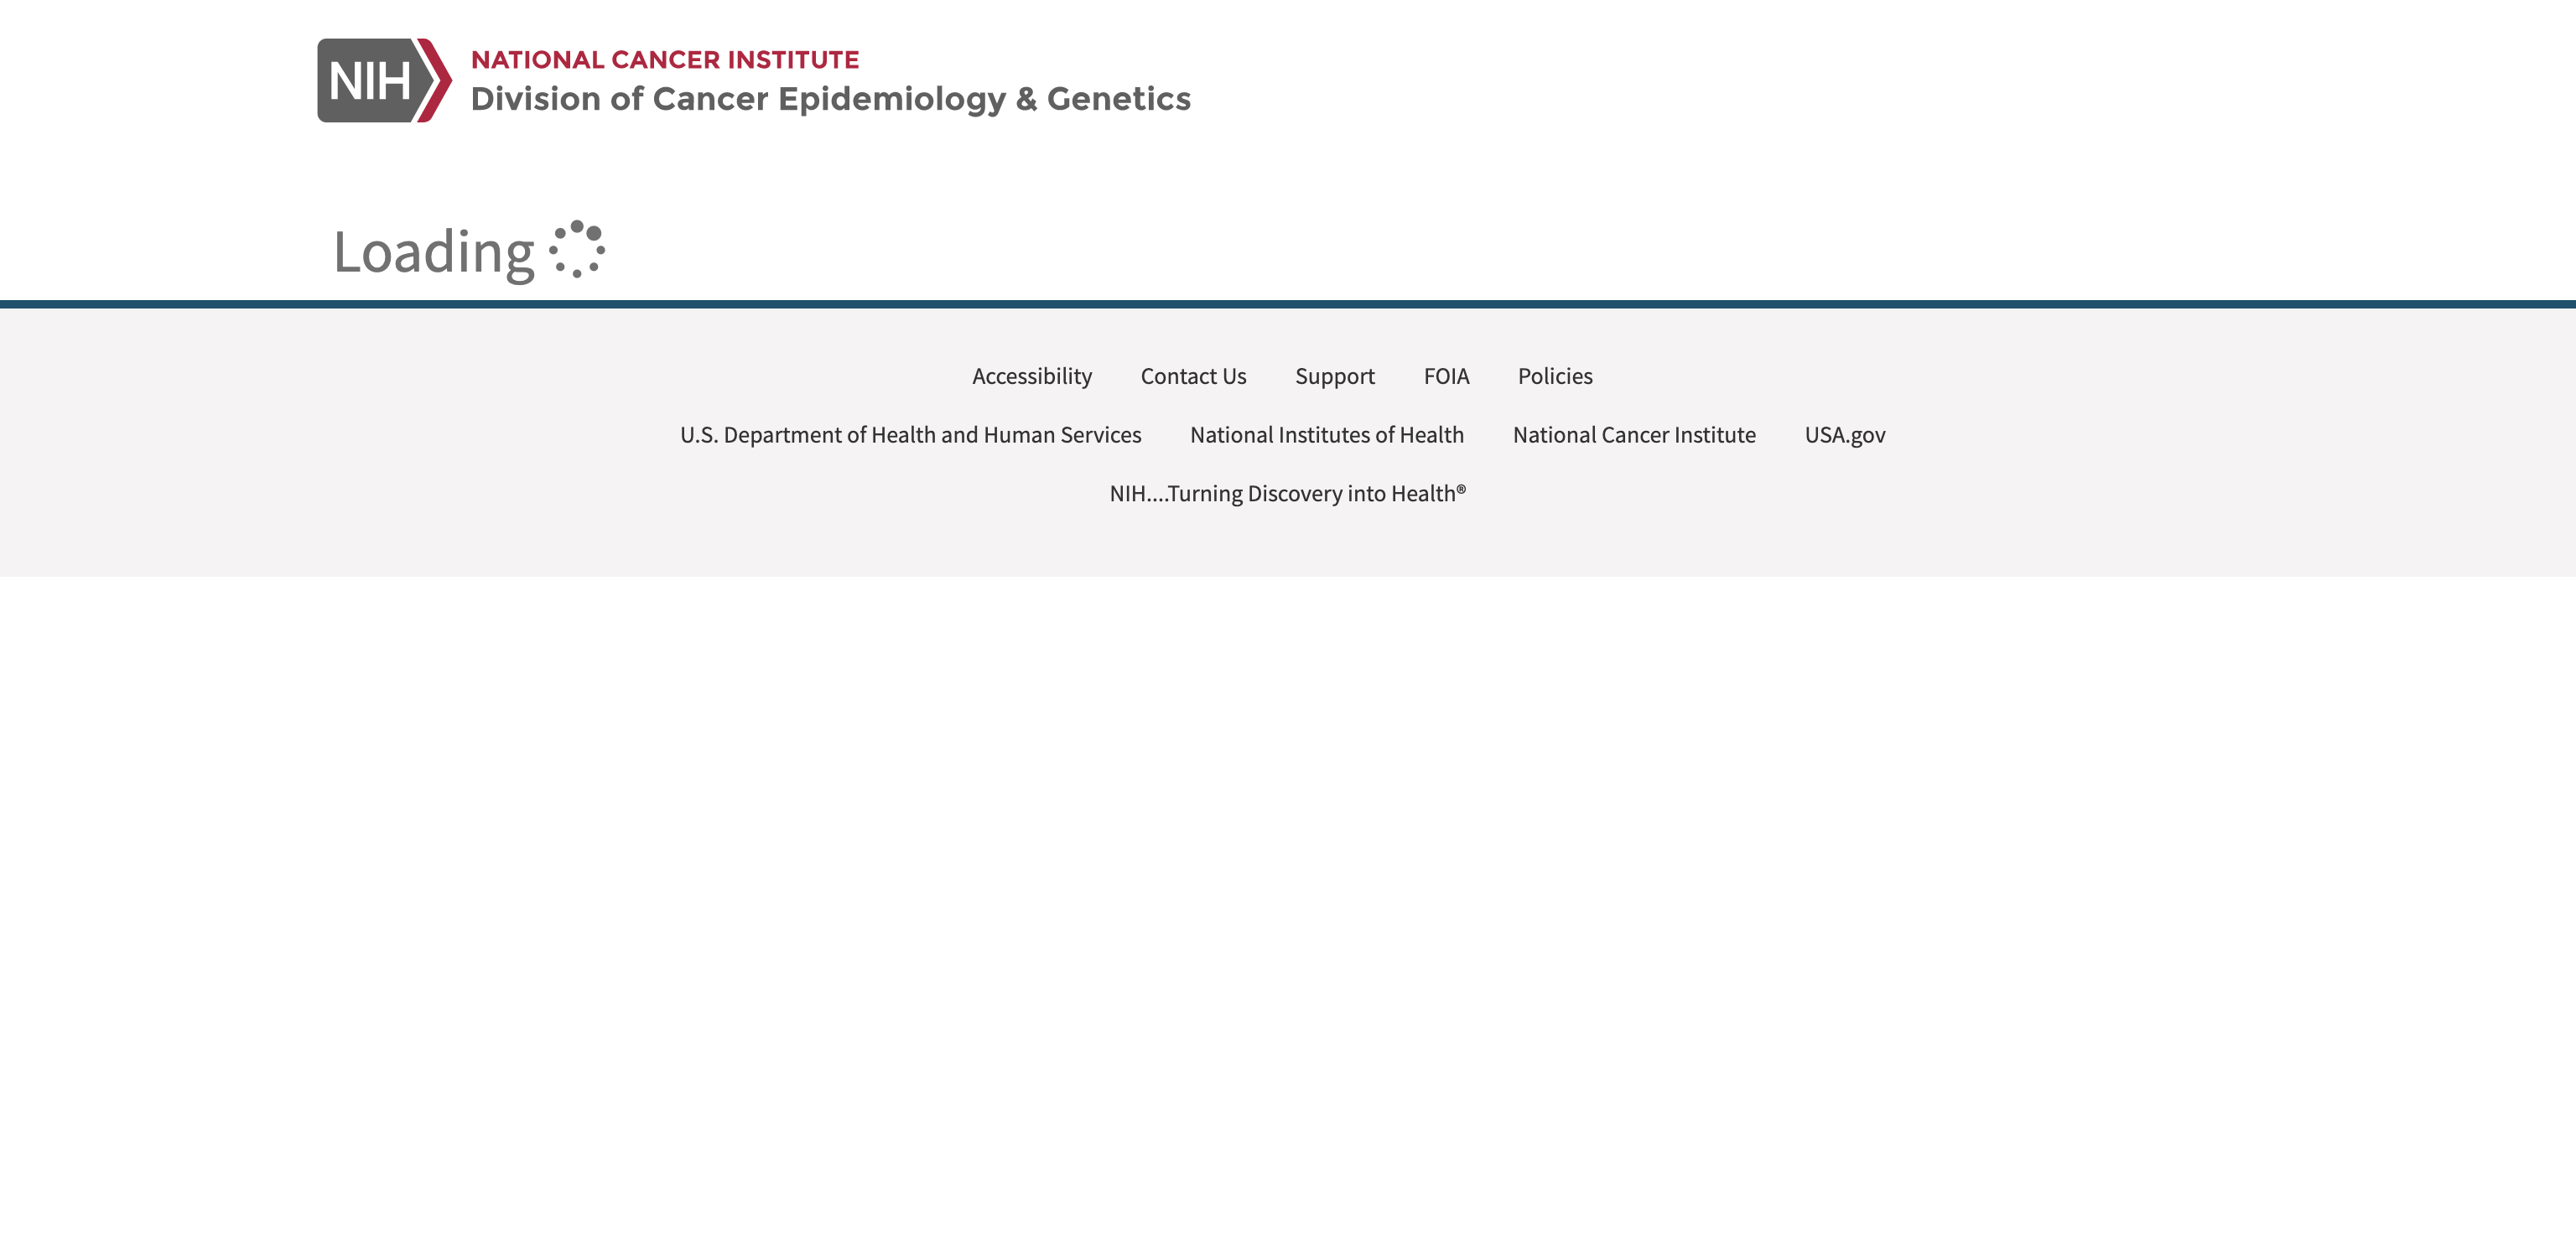 NIH
NATIONAL CANCER INSTITUTE
Division of Cancer Epidemiology & Genetics
Loading
Accessibility Contact Us Support FOIA Policies
U.S. Department of Health and Human Services National Institutes of Health National Cancer Institute USA.gov
NIH....Turning Discovery into Health®